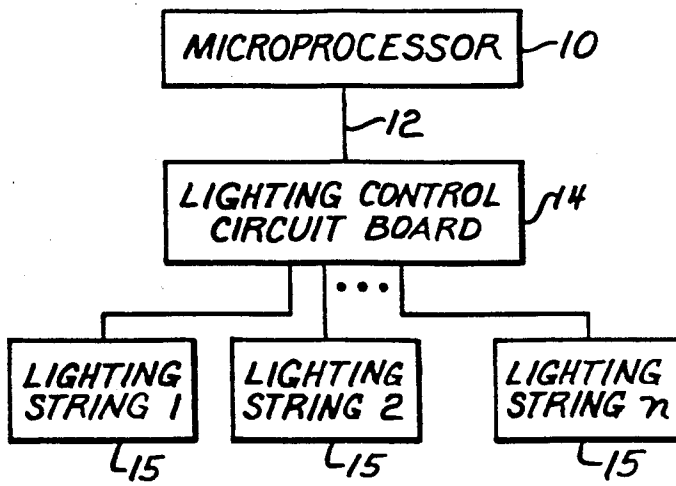 MICROPROCESSOR
10
12
LIGHTING CONTROL
CIRCUIT BOARD
14
LIGHTING
STRING 1
LIGHTING
STRING 2
LIGHTING
STRING n
15
15
15